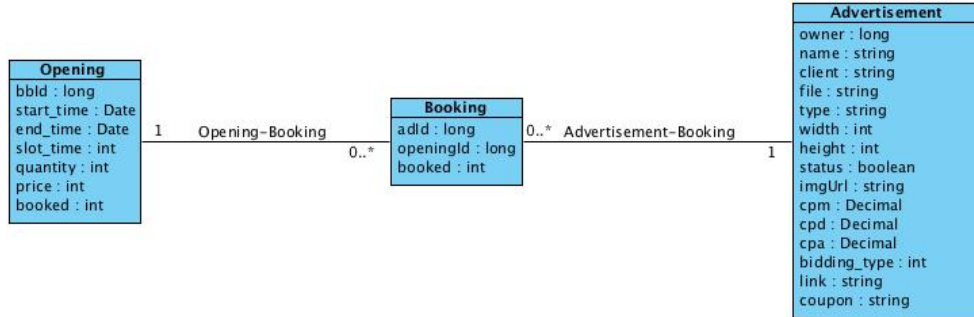 Opening
bbId : long
start_time : Date
end_time : Date
slot_time : int
quantity : int
price : int
booked : int
1
Opening-Booking
0..*
Booking
adId : long
openingId : long
booked : int
0..*
Advertisement-Booking
1
Advertisement
owner : long
name : string
client : string
file : string
type : string
width : int
height : int
status : boolean
imgUrl : string
cpm : Decimal
cpd : Decimal
cpa : Decimal
bidding_type : int
link : string
coupon : string